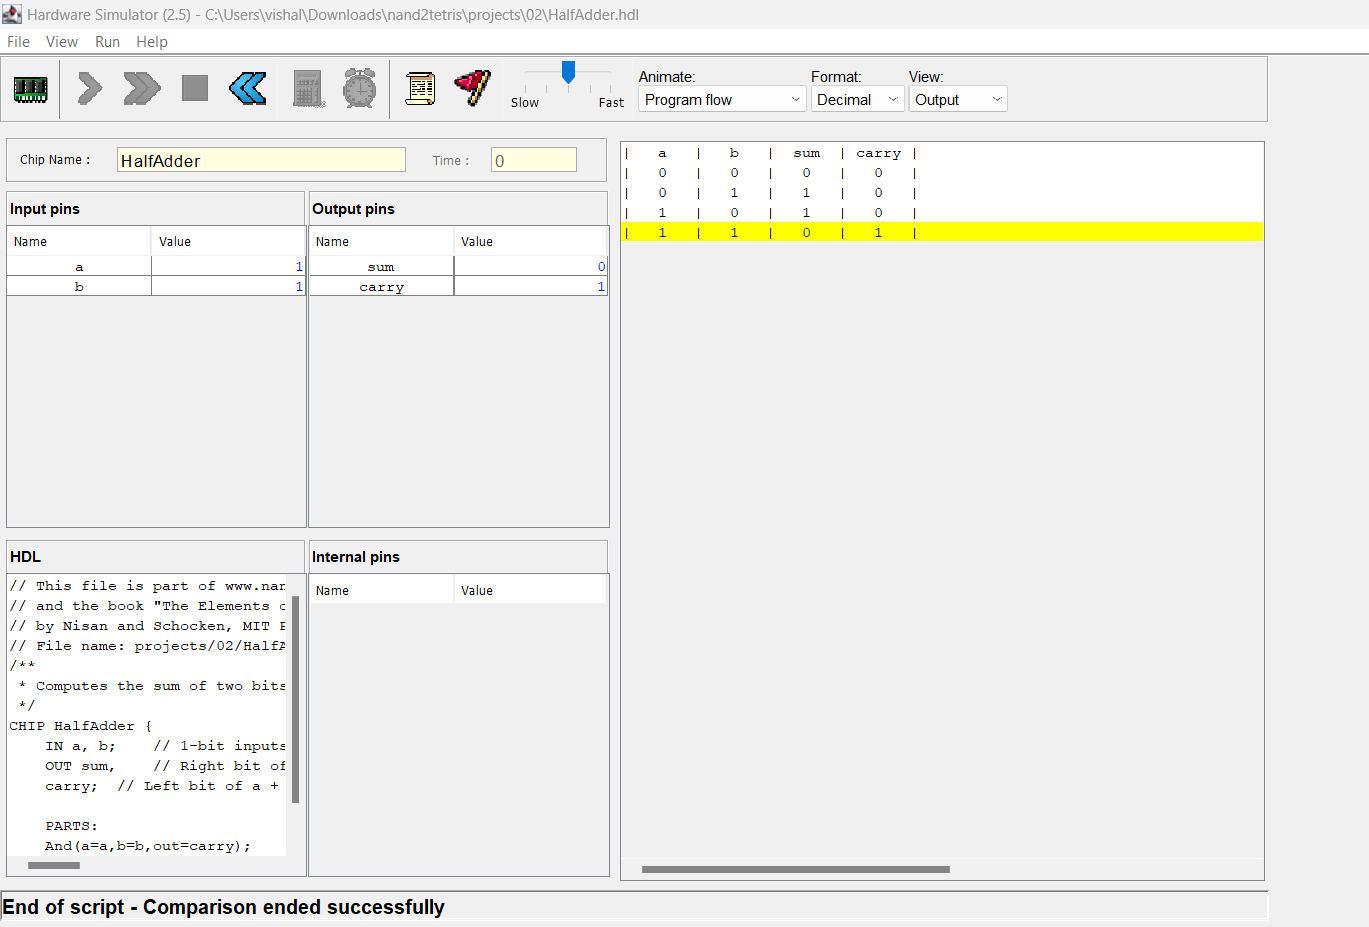 Hardware Simulator (2.5) - C:\Users\vishal\Downloads\nand2tetris\projects\02\HalfAdder.hdl
File View Run Help
Slow Fast
Animate: Format: View:
Program flow Decimal Output
Chip Name : HalfAdder Time : 0
Input pins
Name Value
a 1
b 1
Output pins
Name Value
sum 0
carry 1
| a | b | sum | carry |
| 0 | 0 | 0 | 0 |
| 0 | 1 | 1 | 0 |
| 1 | 0 | 1 | 0 |
| 1 | 1 | 0 | 1 |
HDL
// This file is part of www.nan
// and the book "The Elements o
// by Nisan and Schocken, MIT P
// File name: projects/02/HalfA
/**
* Computes the sum of two bits
*/
CHIP HalfAdder {
IN a, b; // 1-bit inputs
OUT sum, // Right bit of
carry; // Left bit of a +
PARTS:
And(a=a,b=b,out=carry);
Internal pins
Name Value
End of script - Comparison ended successfully